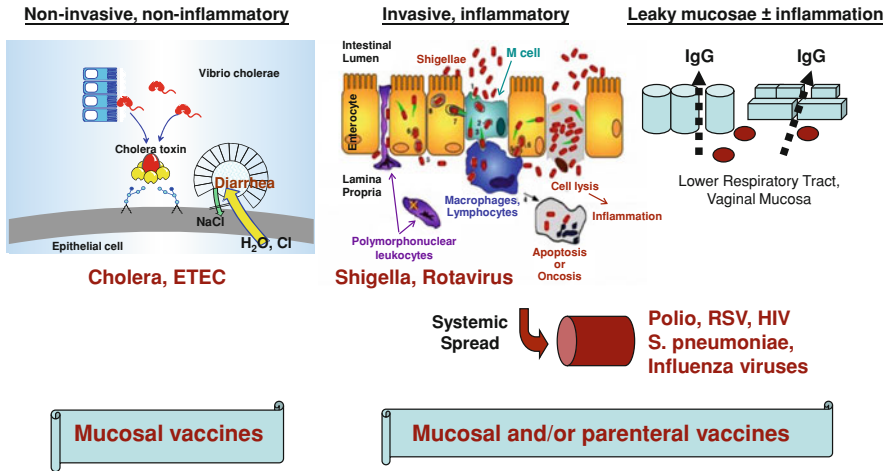 Non-invasive, non-inflammatory
Vibrio cholerae
Cholera toxin
Diarrhea
NaCl
H₂O, Cl
Epithelial cell
Cholera, ETEC
Invasive, inflammatory
Intestinal
Lumen
Shigellae
M cell
Enterocyte
Lamina
Propria
Macrophages,
Lymphocytes
Cell lysis
Inflammation
Polymorphonuclear
leukocytes
Apoptosis
or
Oncosis
Shigella, Rotavirus
Leaky mucosae ± inflammation
IgG
IgG
Lower Respiratory Tract,
Vaginal Mucosa
Systemic
Spread
Polio, RSV, HIV
S. pneumoniae,
Influenza viruses
Mucosal vaccines
Mucosal and/or parenteral vaccines